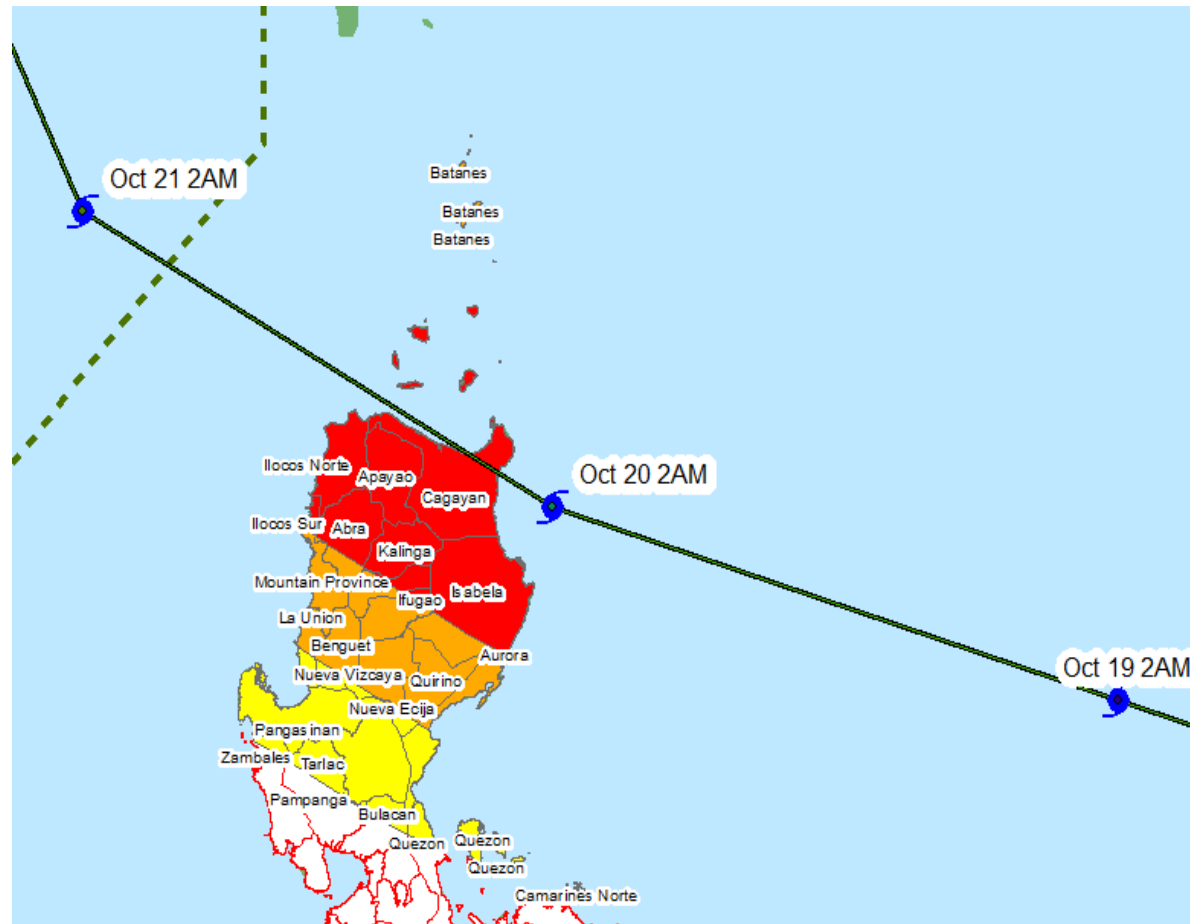 Oct 21 2AM
Batanes
Batanes
Batanes
Ilocos Norte
Apayao
Cagayan
Oct 20 2AM
Ilocos Sur
Abra
Kalinga
Mountain Province
Ifugao
Isabela
La Union
Benguet
Aurora
Nueva Vizcaya
Quirino
Oct 19 2AM
Nueva Ecija
Pangasinan
Zambales
Tarlac
Pampanga
Bulacan
Quezon
Quezon
Quezon
Camarines Norte